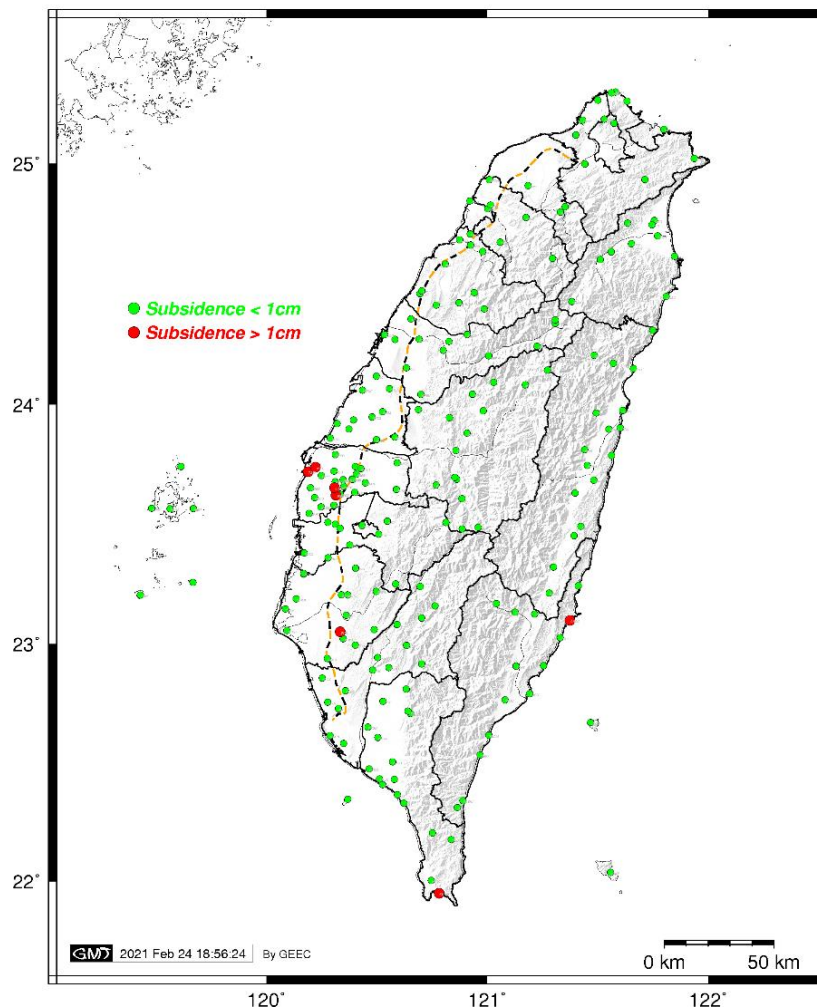 25°
24°
23°
22°
Subsidence < 1cm
Subsidence > 1cm
GMT 2021 Feb 24 18:56:24 By GEEC
0 km 50 km
120° 121° 122°